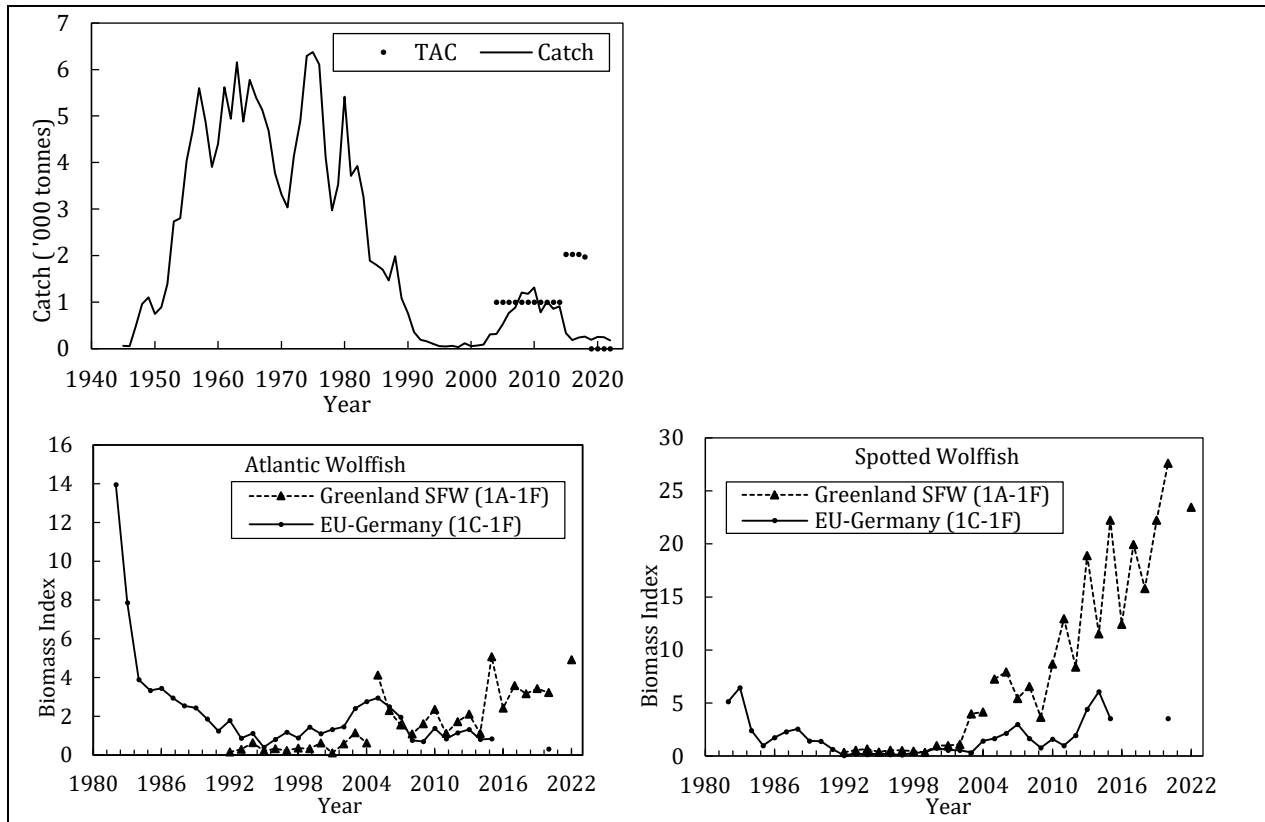 7
6
5
4
3
2
1
0
TAC Catch
Catch ( '000 tonnes)
1940 1950 1960 1970 1980 1990 2000 2010 2020
Year
16
14
12
10
8
6
4
2
0
Atlantic Wolffish
Greenland SFW (1A-1F)
EU-Germany (1C-1F)
Biomass Index
1980 1986 1992 1998 2004 2010 2016 2022
Year
30
25
20
15
10
5
0
Spotted Wolffish
Greenland SFW (1A-1F)
EU-Germany (1C-1F)
Biomass Index
1980 1986 1992 1998 2004 2010 2016 2022
Year